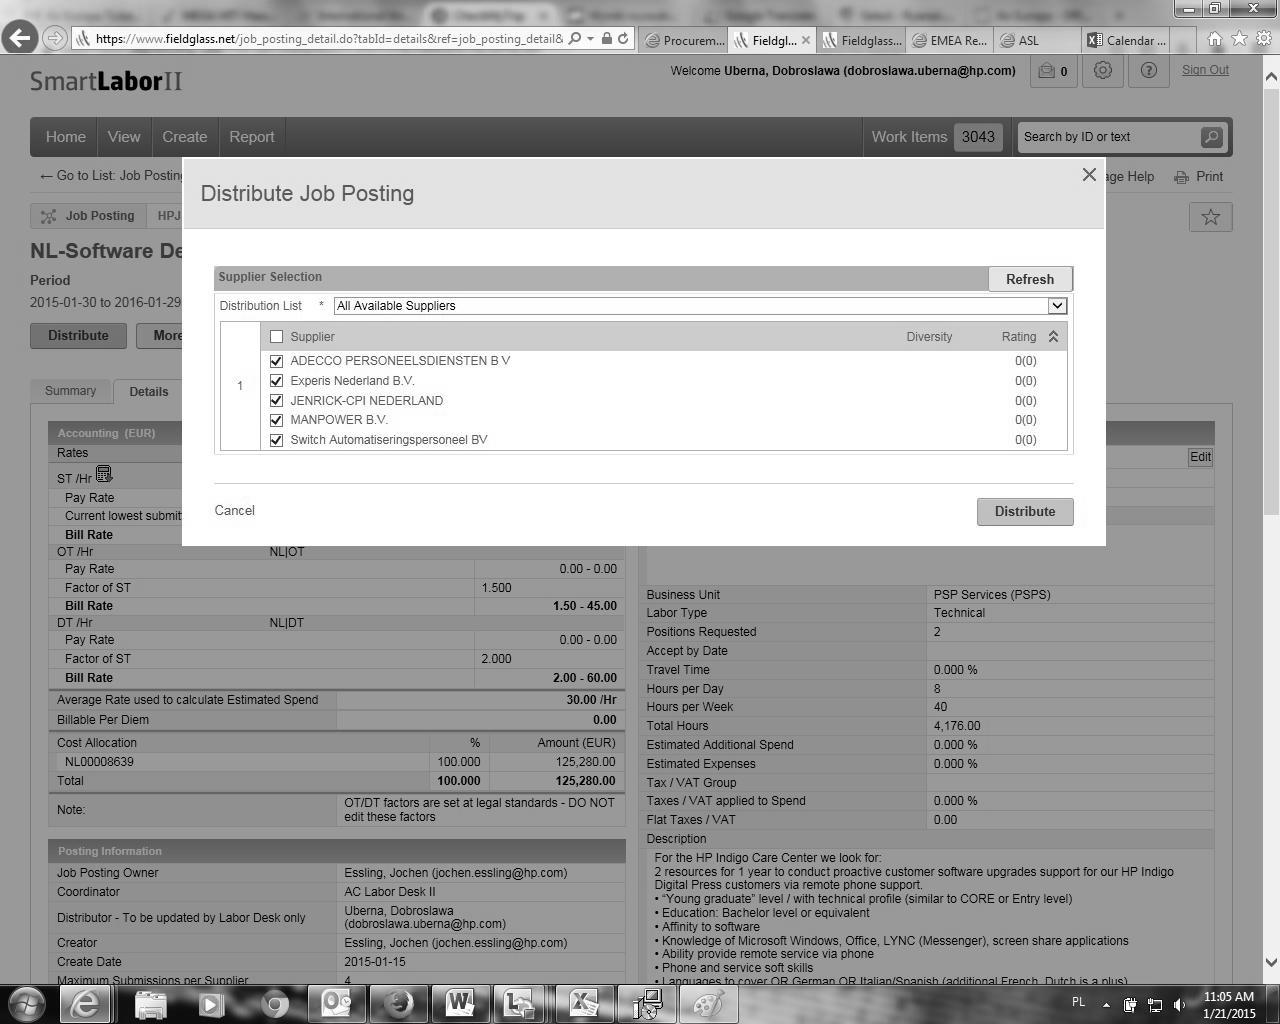 https://www.fieldglass.net/job_posting_detail.do?tabId=details&ref=job_posting_detail&
Procurem...
Fieldgl...
Fieldglass...
EMEA Re...
ASL
Calendar ...
SmartLaborII
Welcome Uberna, Dobroslawa (dobroslawa.uberna@hp.com)
0
Sign Out
Home View Create Report
Work Items 3043
Search by ID or text
← Go to List: Job Posting
age Help
Print
Job Posting HPJ
NL-Software De
Period
2015-01-30 to 2016-01-29
Distribute More
Summary Details
Distribute Job Posting
Supplier Selection
Refresh
Distribution List * All Available Suppliers
Supplier Diversity Rating
1
ADECCO PERSONEELSDIENSTEN B V 0(0)
Experis Nederland B.V. 0(0)
JENRICK-CPI NEDERLAND 0(0)
MANPOWER B.V. 0(0)
Switch Automatiseringspersoneel BV 0(0)
Cancel
Distribute
Accounting (EUR)
Rates
ST /Hr
Pay Rate
Current lowest submit
Bill Rate
OT /Hr NL|OT
Pay Rate 0.00 - 0.00
Factor of ST 1.500
Bill Rate 1.50 - 45.00
DT /Hr NL|DT
Pay Rate 0.00 - 0.00
Factor of ST 2.000
Bill Rate 2.00 - 60.00
Average Rate used to calculate Estimated Spend 30.00 /Hr
Billable Per Diem 0.00
Cost Allocation % Amount (EUR)
NL00008639 100.000 125,280.00
Total 100.000 125,280.00
Note: OT/DT factors are set at legal standards - DO NOT
edit these factors
Posting Information
Job Posting Owner Essling, Jochen (jochen.essling@hp.com)
Coordinator AC Labor Desk II
Distributor - To be updated by Labor Desk only Uberna, Dobroslawa
(dobroslawa.uberna@hp.com)
Creator Essling, Jochen (jochen.essling@hp.com)
Create Date 2015-01-15
Maximum Submissions per Supplier 4
Edit
Business Unit PSP Services (PSPS)
Labor Type Technical
Positions Requested 2
Accept by Date
Travel Time 0.000 %
Hours per Day 8
Hours per Week 40
Total Hours 4,176.00
Estimated Additional Spend 0.000 %
Estimated Expenses 0.000 %
Tax / VAT Group
Taxes / VAT applied to Spend 0.000 %
Flat Taxes / VAT 0.00
Description
For the HP Indigo Care Center we look for:
2 resources for 1 year to conduct proactive customer software upgrades support for our HP Indigo
Digital Press customers via remote phone support.
• “Young graduate” level / with technical profile (similar to CORE or Entry level)
• Education: Bachelor level or equivalent
• Affinity to software
• Knowledge of Microsoft Windows, Office, LYNC (Messenger), screen share applications
• Ability provide remote service via phone
• Phone and service soft skills
• Languages to cover OR German OR Italian/Spanish (additional French, Dutch is a plus)
PL
11:05 AM
1/21/2015